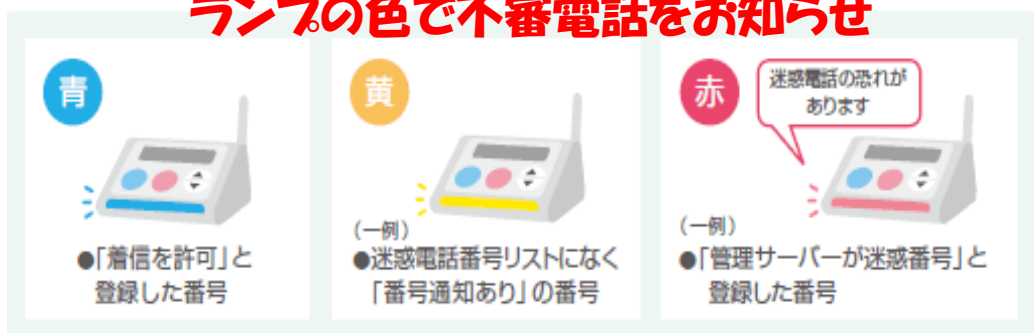 ランプの色で不審電話をお知らせ
青
●「着信を許可」と
登録した番号
黄
(一例)
●迷惑電話番号リストになく
「番号通知あり」の番号
赤
迷惑電話の恐れが
あります
(一例)
●「管理サーバーが迷惑番号」と
登録した番号